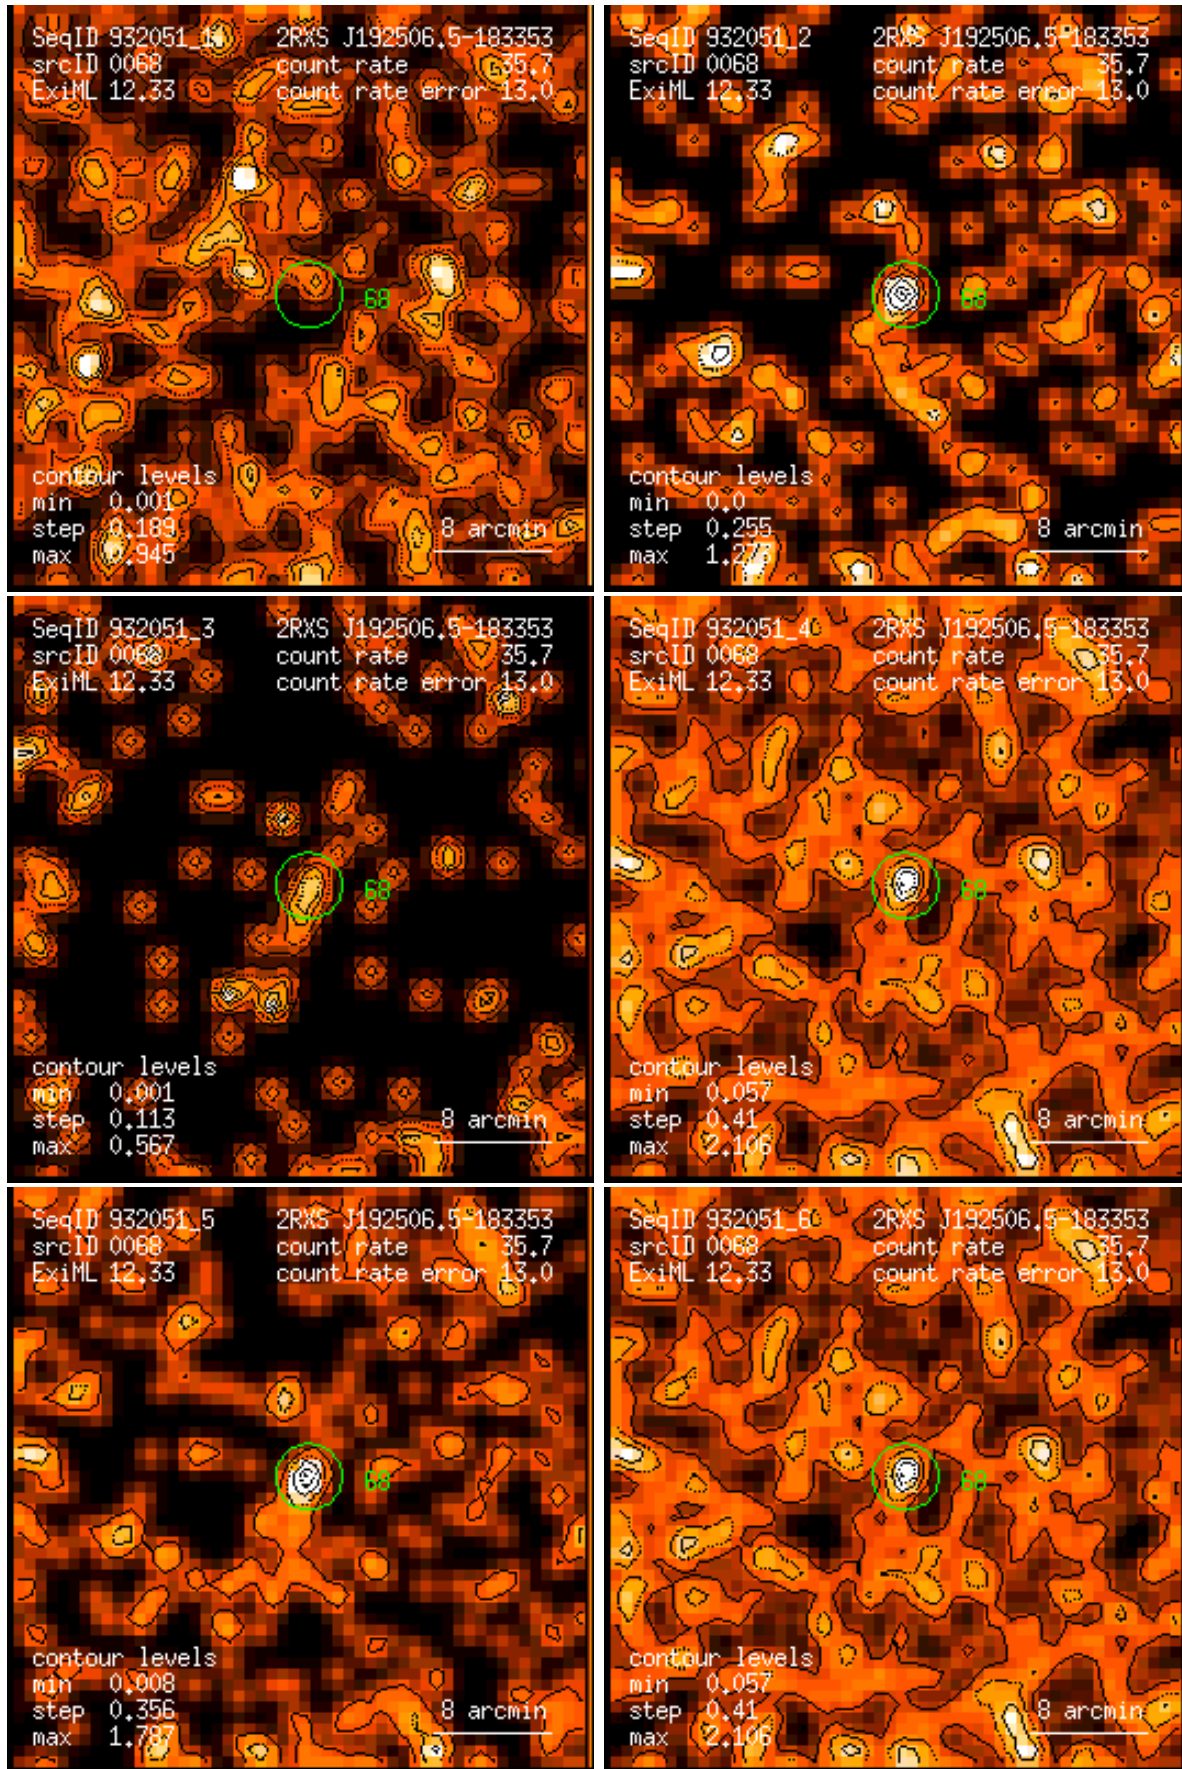 SeqID 932051_1 2RXS J192506.5-183353
srcID 0068 count rate 35.7
ExiML 12.33 count rate error 13.0
68
contour levels
min 0.001
step 0.189
max 0.945
8 arcmin
SeqID 932051_2 2RXS J192506.5-183353
srcID 0068 count rate 35.7
ExiML 12.33 count rate error 13.0
68
contour levels
min 0.0
step 0.255
max
8 arcmin
SeqID 932051_3 2RXS J192506.5-183353
srcID 0068 count rate 35.7
ExiML 12.33 count rate error 13.0
68
contour levels
min 0.001
step 0.113
max 0.567
8 arcmin
SeqID 932051_4 2RXS J192506.5-183353
srcID 0068 count rate 35.7
ExiML 12.33 count rate error 13.0
68
contour levels
min 0.057
step 0.41
max 2.106
8 arcmin
SeqID 932051_5 2RXS J192506.5-183353
srcID 0068 count rate 35.7
ExiML 12.33 count rate error 13.0
68
contour levels
min 0.008
step 0.356
max 1.787
8 arcmin
SeqID 932051_6 2RXS J192506.5-183353
srcID 0068 count rate 35.7
ExiML 12.33 count rate error 13.0
68
contour levels
min 0.057
step 0.41
max 2.106
8 arcmin